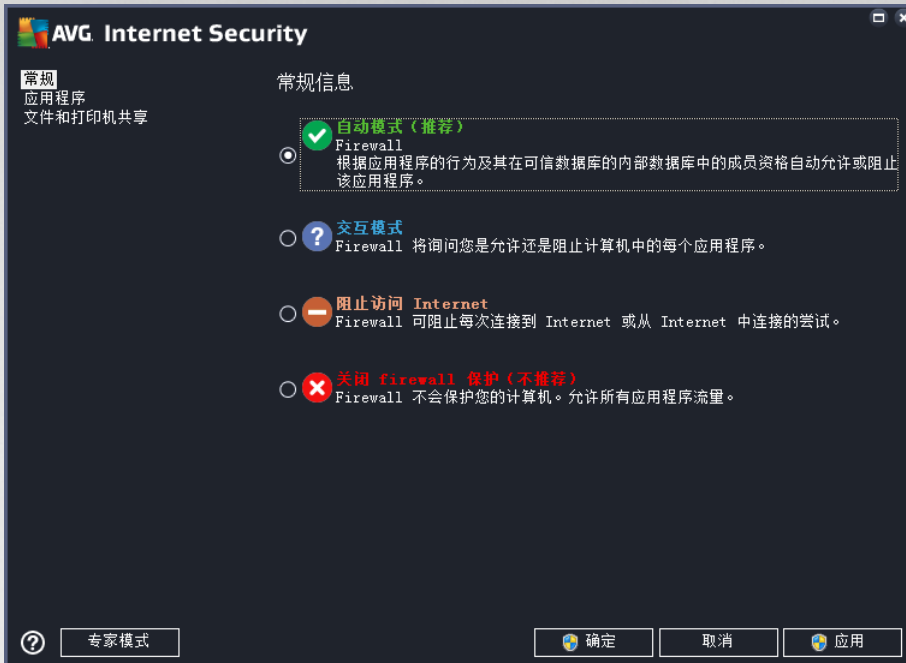 AVG Internet Security
常规
应用程序
文件和打印机共享
常规信息
自动模式（推荐）
Firewall
根据应用程序的行为及其在可信数据库的内部数据库中的成员资格自动允许或阻止
该应用程序。
交互模式
Firewall 将询问您是允许还是阻止计算机中的每个应用程序。
阻止访问 Internet
Firewall 可阻止每次连接到 Internet 或从 Internet 中连接的尝试。
关闭 firewall 保护（不推荐）
Firewall 不会保护您的计算机。允许所有应用程序流量。
专家模式
确定
取消
应用